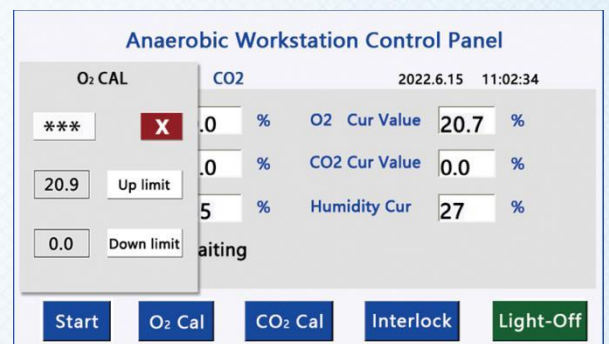 Anaerobic Workstation Control Panel
O₂ CAL CO2 2022.6.15 11:02:34
*** X .0 % O2 Cur Value 20.7 %
20.9 Up limit .0 % CO2 Cur Value 0.0 %
5 % Humidity Cur 27 %
0.0 Down limit aiting
Start O₂ Cal CO₂ Cal Interlock Light-Off